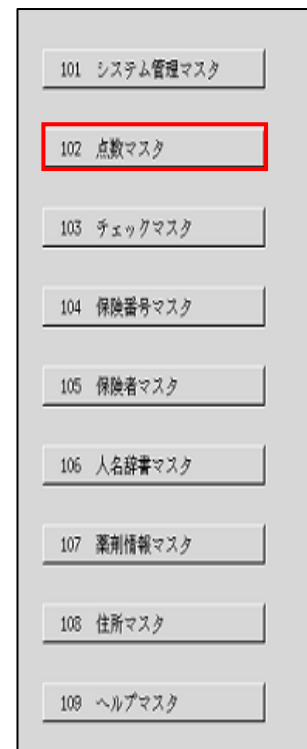 101 システム管理マスタ
102 点数マスタ
103 チェックマスタ
104 保険番号マスタ
105 保険者マスタ
106 人名辞書マスタ
107 薬剤情報マスタ
108 住所マスタ
109 ヘルプマスタ